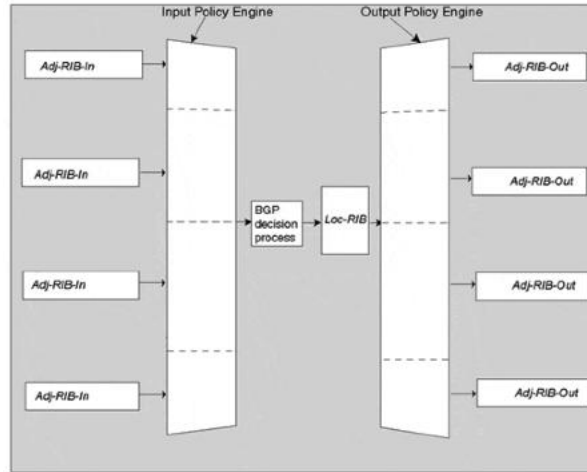 Input Policy Engine
Output Policy Engine
Adj-RIB-In
Adj-RIB-Out
Adj-RIB-In
Adj-RIB-Out
BGP
decision
process
Loc-RIB
Adj-RIB-In
Adj-RIB-Out
Adj-RIB-In
Adj-RIB-Out